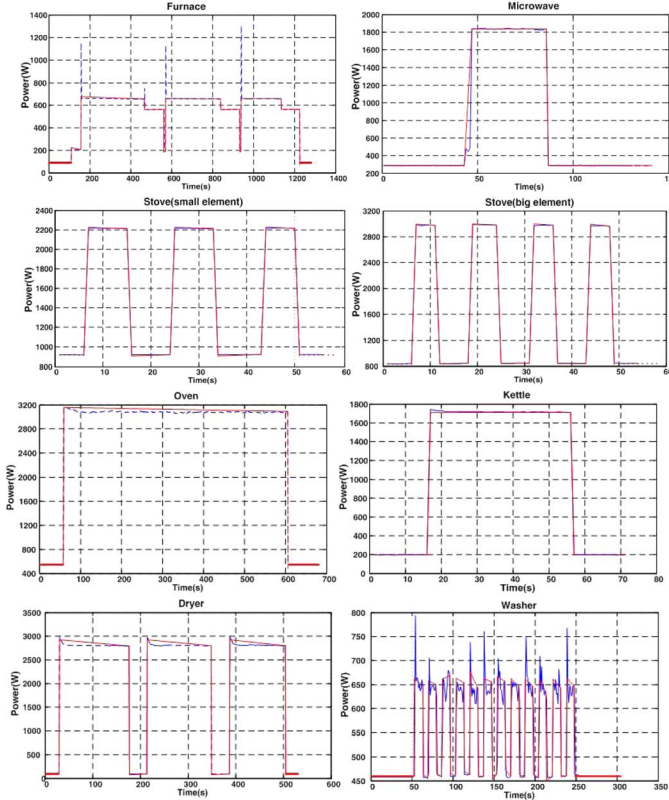 Furnace
Power(W)
1400
1200
1000
800
600
400
200
0
0 200 400 600 800 1000 1200 1400
Time(s)
Microwave
Power(W)
2000
1800
1600
1400
1200
1000
800
600
400
200
0 50 100 1
Time(s)
Stove(small element)
Power(W)
2400
2200
2000
1800
1600
1400
1200
1000
800
0 10 20 30 40 50 60
Time(s)
Stove(big element)
Power(W)
3200
2800
2400
2000
1600
1200
800
0 10 20 30 40 50 60
Time(s)
Oven
Power(W)
3200
2800
2400
2000
1600
1200
800
400
0 100 200 300 400 500 600 700
Time(s)
Kettle
Power(W)
1800
1600
1400
1200
1000
800
600
400
200
0
0 10 20 30 40 50 60 70 80
Time(s)
Dryer
Power(W)
3500
3000
2500
2000
1500
1000
500
0
0 100 200 300 400 500 600
Time(s)
Washer
Power(W)
800
750
700
650
600
550
500
450
0 50 100 150 200 250 300 350
Time(s)